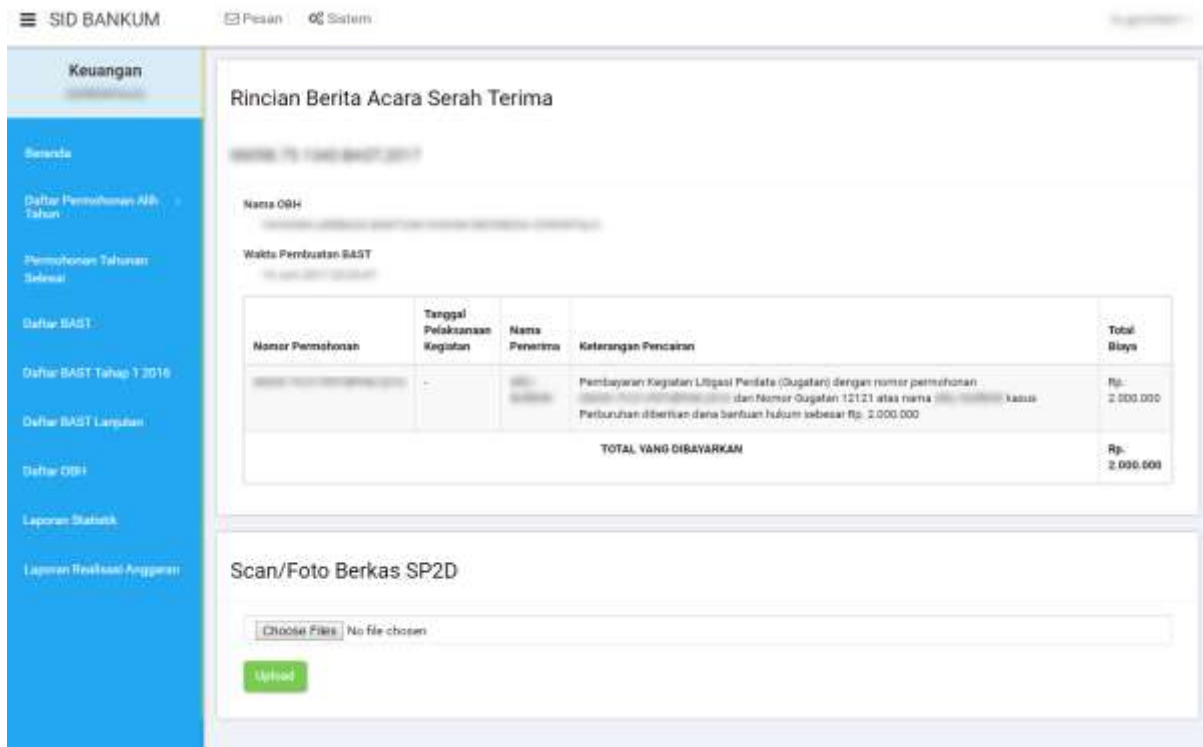 SID BANKUM
Pesan
Sistem
Keuangan
Beranda
Daftar Permohonan Alih
Tahun
Permohonan Tahunan
Selesai
Daftar BAST
Daftar BAST Tahap 1 2016
Daftar BAST Lanjutan
Daftar OBH
Laporan Statistik
Laporan Realisasi Anggaran
Rincian Berita Acara Serah Terima
Nama OBH
Waktu Pembuatan BAST
Nomor Permohonan
Tanggal
Pelaksanaan
Kegiatan
Nama
Penerima
Keterangan Pencairan
Total
Biaya
-
Pembayaran Kegiatan Litigasi Perdata (Gugatan) dengan nomor permohonan
dan Nomor Gugatan 12121 atas nama kasus
Perburuhan diberikan dana bantuan hukum sebesar Rp. 2.000.000
Rp.
2.000.000
TOTAL YANG DIBAYARKAN
Rp.
2.000.000
Scan/Foto Berkas SP2D
Choose Files No file chosen
Upload